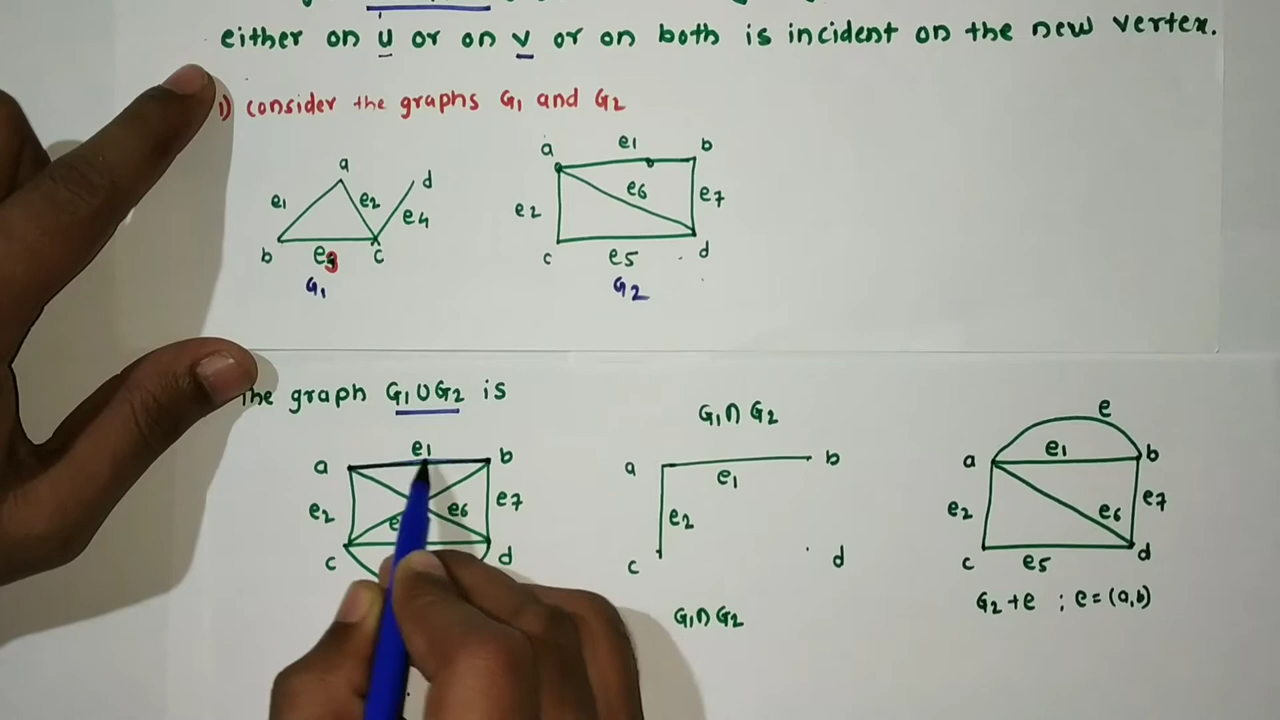 either on u or on v or on both is incident on the new vertex.
1) consider the graphs G1 and G2
a
e1
e2
d
e4
b
e3
c
G1
a
e1
b
e2
e6
e7
c
e5
d
G2
The graph G1 ∪ G2 is
a
e1
b
e2
e6
e7
c
d
G1 ∩ G2
a
b
e1
e2
c
d
G1 ∩ G2
e
a
e1
b
e2
e6
e7
c
e5
d
G2 + e ; e = (a,b)